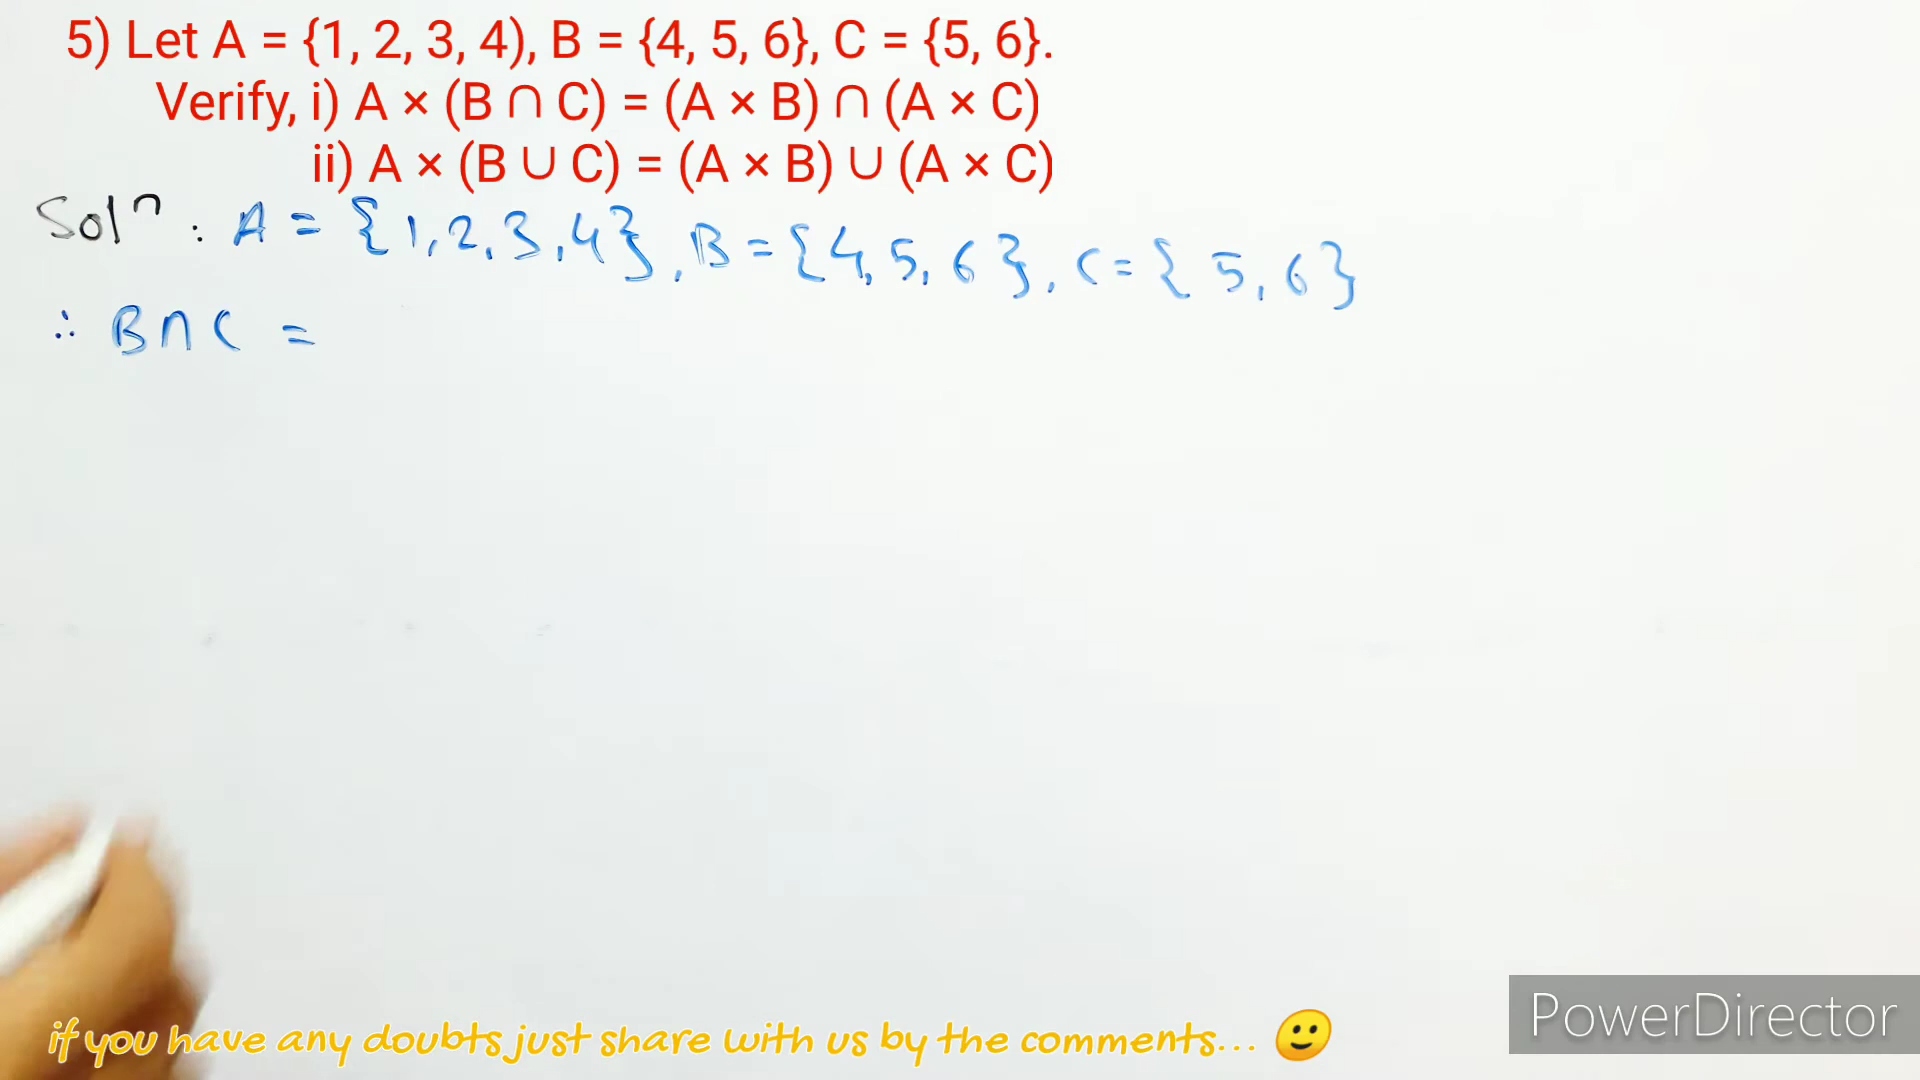 5) Let A = {1, 2, 3, 4), B = {4, 5, 6}, C = {5, 6}.
Verify, i) A × (B ∩ C) = (A × B) ∩ (A × C)
ii) A × (B ∪ C) = (A × B) ∪ (A × C)
Solⁿ : A = {1, 2, 3, 4}, B = {4, 5, 6}, C = {5, 6}
∴ B ∩ C =
if you have any doubts just share with us by the comments... 🙂
PowerDirector